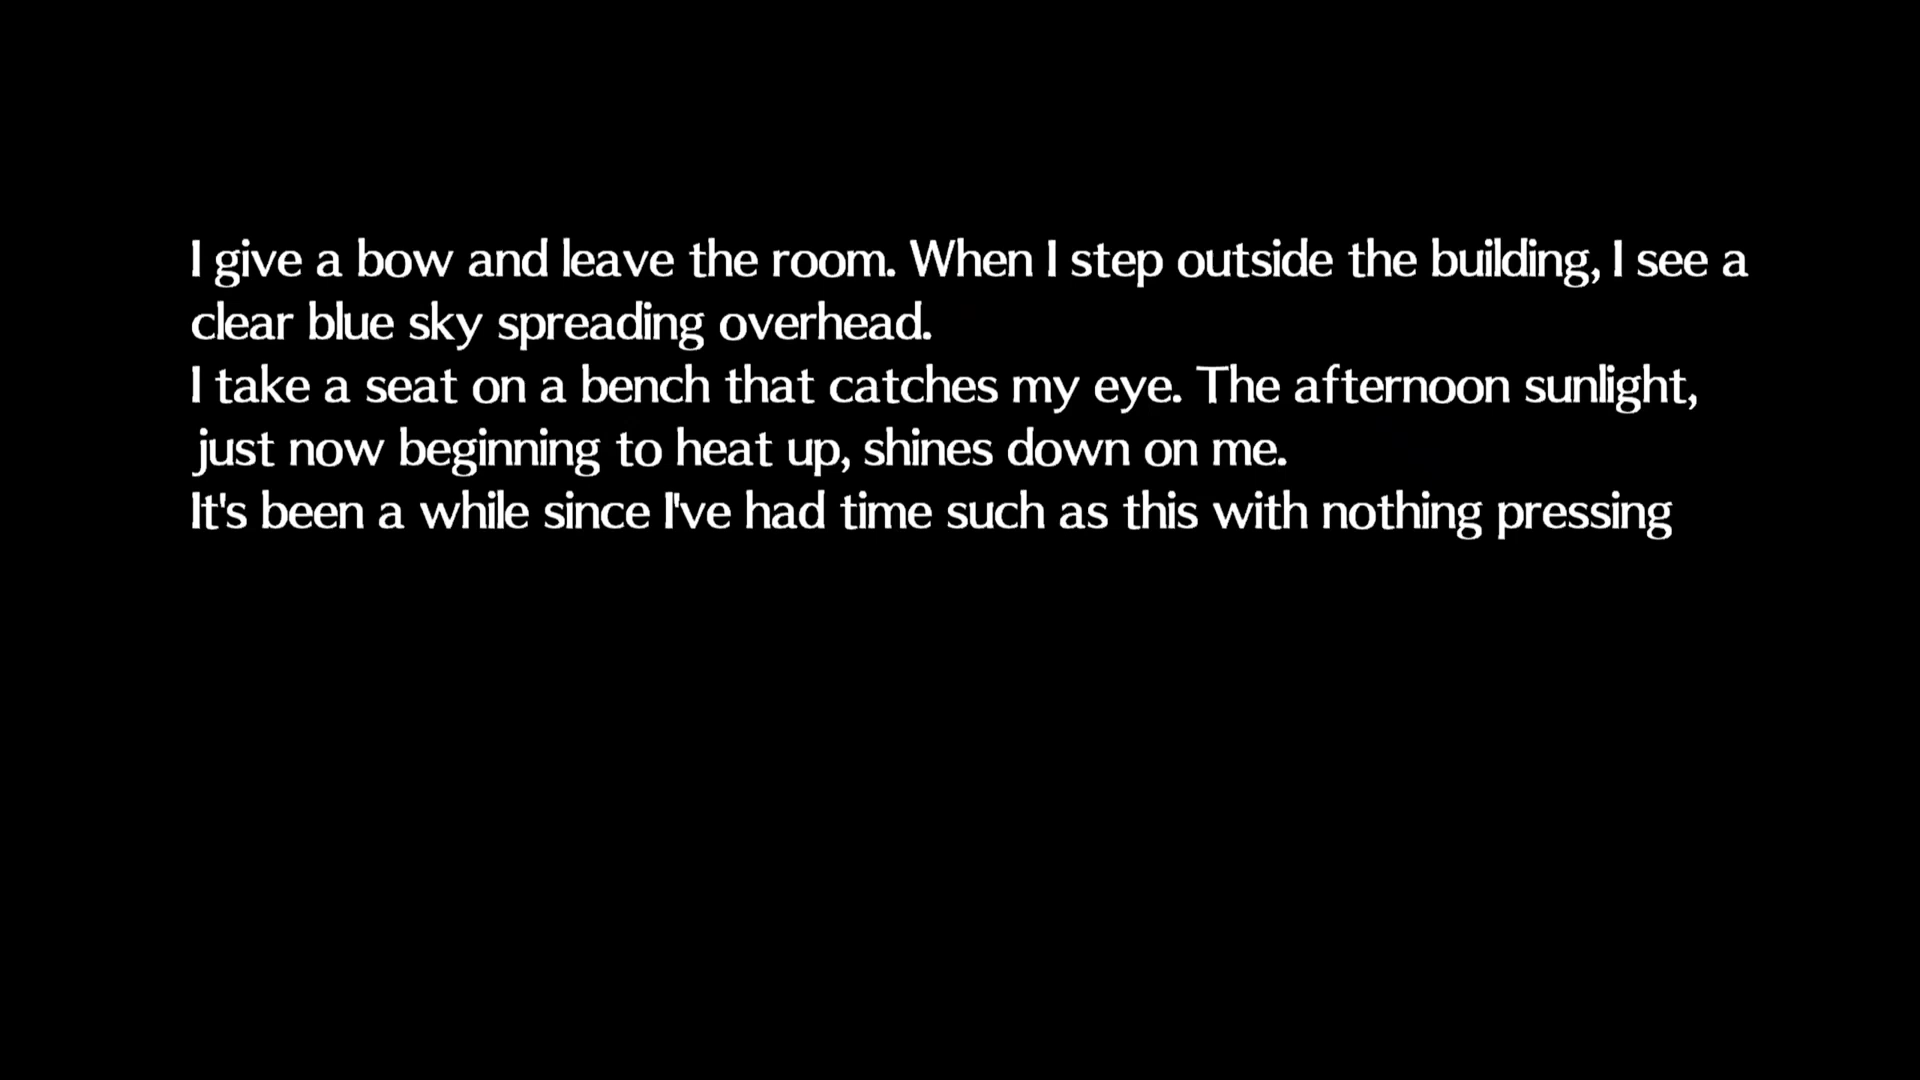 I give a bow and leave the room. When I step outside the building, I see a
clear blue sky spreading overhead.
I take a seat on a bench that catches my eye. The afternoon sunlight,
just now beginning to heat up, shines down on me.
It's been a while since I've had time such as this with nothing pressing